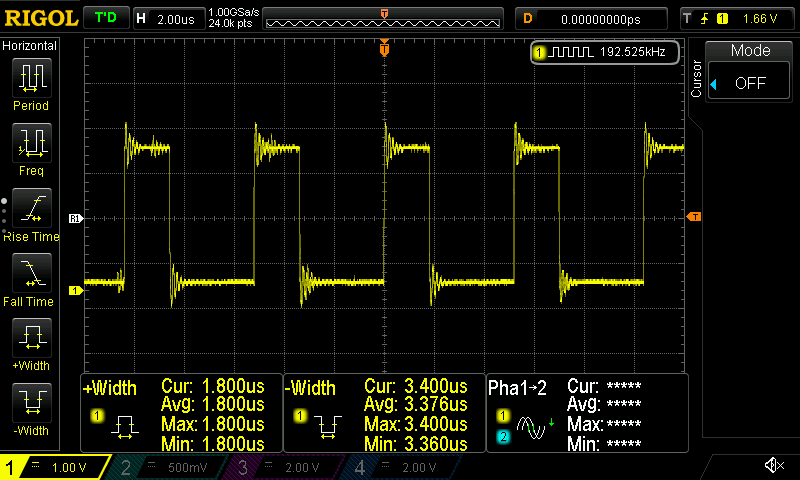 RIGOL T'D H 2.00us 1.00GSa/s 24.0k pts D 0.00000000ps T 1 1.66 V
Horizontal
1 192.525kHz
T
Mode
OFF
Cursor
Period
Freq
Rise Time
Fall Time
+Width
-Width
R1
T
1
+Width Cur: 1.800us
Avg: 1.800us
1 Max: 1.800us
Min: 1.800us
-Width Cur: 3.400us
Avg: 3.376us
1 Max: 3.400us
Min: 3.360us
Pha1→2 Cur: *****
Avg: *****
1 Max: *****
2 Min: *****
1 1.00 V 2 500mV 3 2.00 V 4 2.00 V